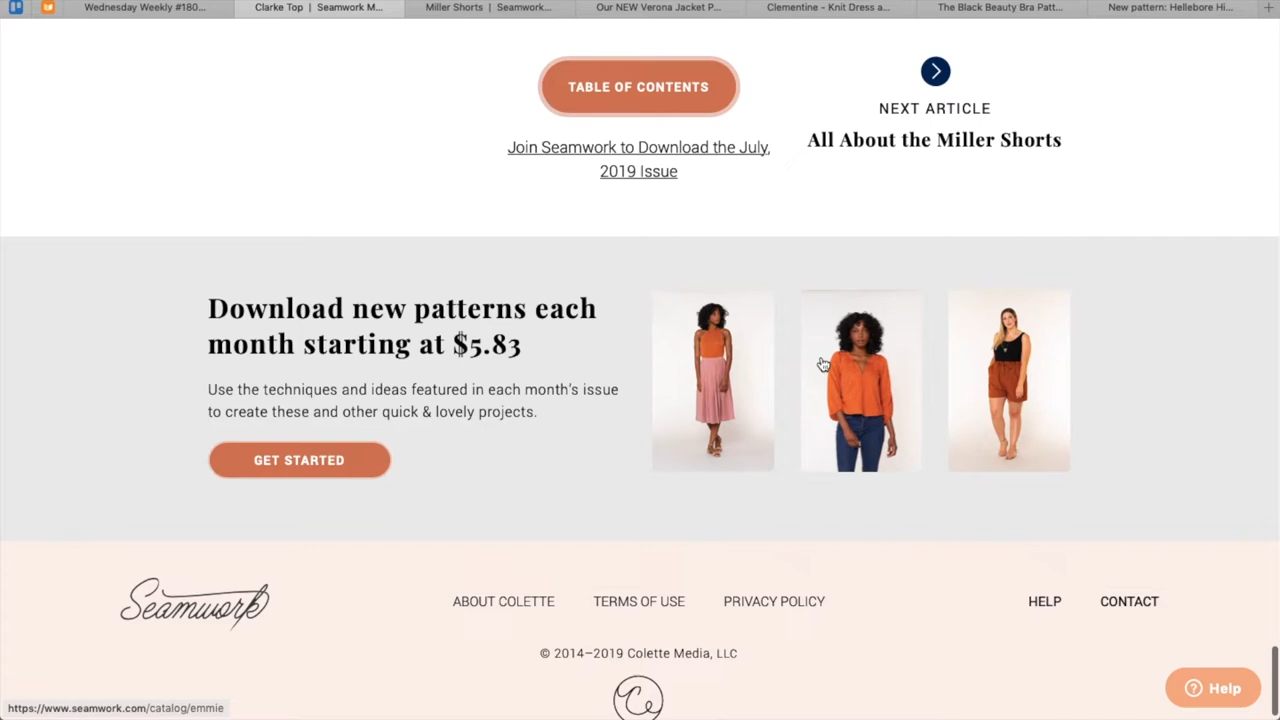 Wednesday Weekly #180...
Clarke Top | Seamwork M...
Miller Shorts | Seamwork...
Our NEW Verona Jacket P...
Clementine - Knit Dress a...
The Black Beauty Bra Patt...
New pattern: Hellebore Hi...
TABLE OF CONTENTS
Join Seamwork to Download the July,
2019 Issue
NEXT ARTICLE
All About the Miller Shorts
Download new patterns each
month starting at $5.83
Use the techniques and ideas featured in each month's issue
to create these and other quick & lovely projects.
GET STARTED
Seamwork
ABOUT COLETTE
TERMS OF USE
PRIVACY POLICY
HELP
CONTACT
© 2014–2019 Colette Media, LLC
Help
https://www.seamwork.com/catalog/emmie